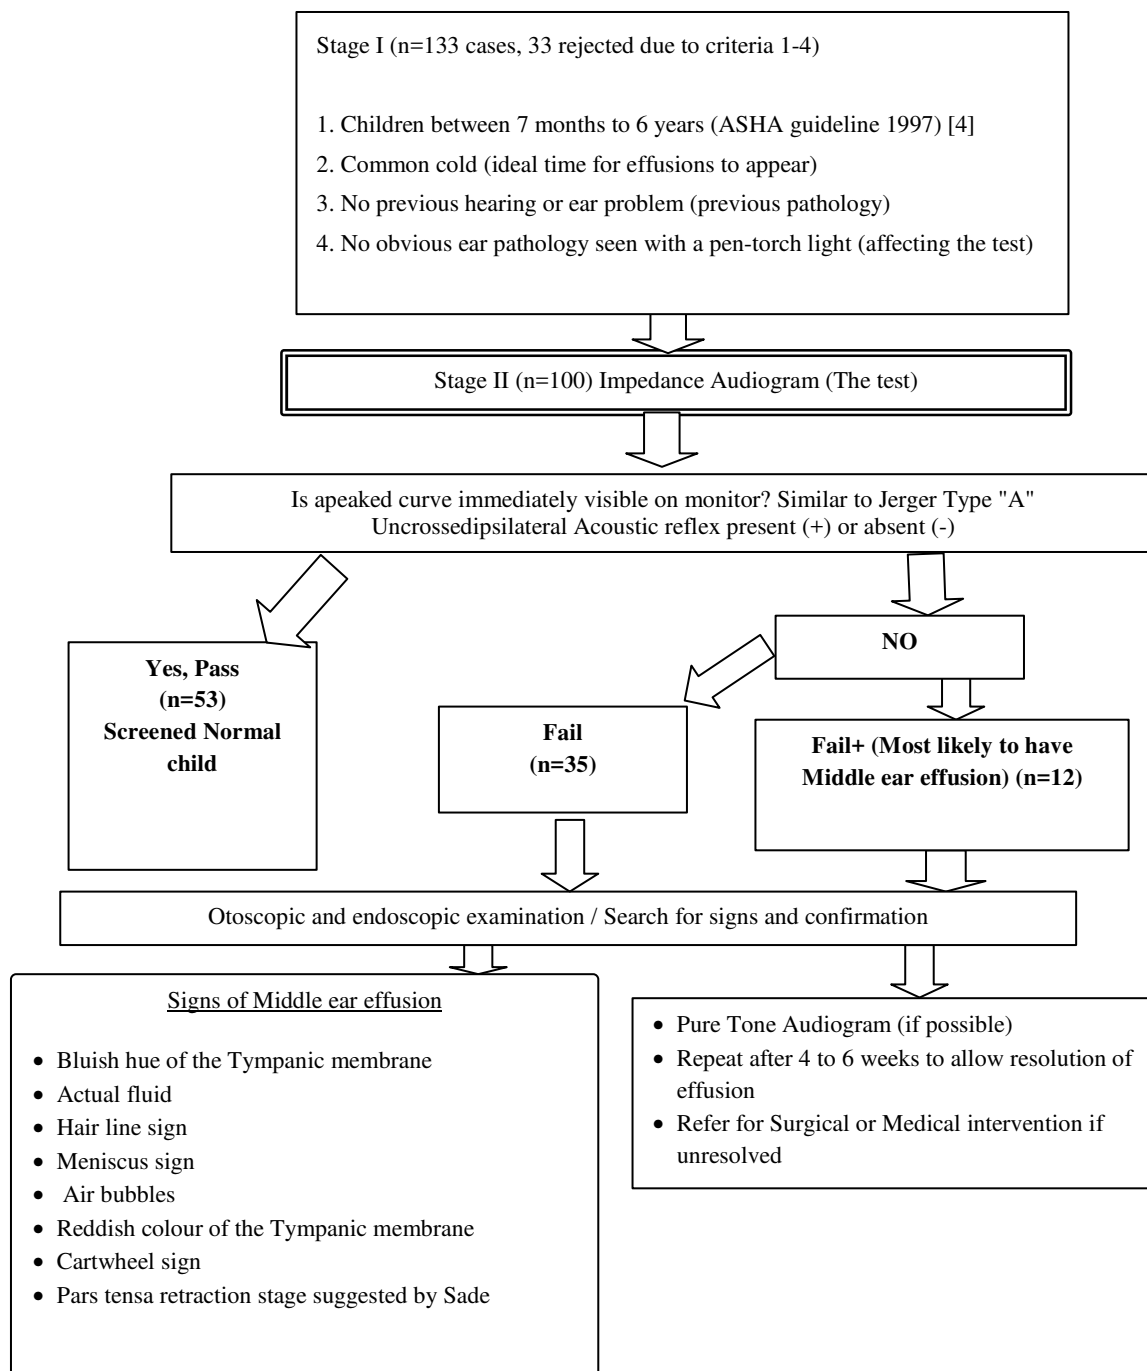 Stage I (n=133 cases, 33 rejected due to criteria 1-4)
1. Children between 7 months to 6 years (ASHA guideline 1997) [4]
2. Common cold (ideal time for effusions to appear)
3. No previous hearing or ear problem (previous pathology)
4. No obvious ear pathology seen with a pen-torch light (affecting the test)
Stage II (n=100) Impedance Audiogram (The test)
Is apeaked curve immediately visible on monitor? Similar to Jerger Type "A"
Uncrossedipsilateral Acoustic reflex present (+) or absent (-)
Yes, Pass
(n=53)
Screened Normal
child
NO
Fail
(n=35)
Fail+ (Most likely to have
Middle ear effusion) (n=12)
Otoscopic and endoscopic examination / Search for signs and confirmation
Signs of Middle ear effusion
• Bluish hue of the Tympanic membrane
• Actual fluid
• Hair line sign
• Meniscus sign
• Air bubbles
• Reddish colour of the Tympanic membrane
• Cartwheel sign
• Pars tensa retraction stage suggested by Sade
• Pure Tone Audiogram (if possible)
• Repeat after 4 to 6 weeks to allow resolution of
effusion
• Refer for Surgical or Medical intervention if
unresolved